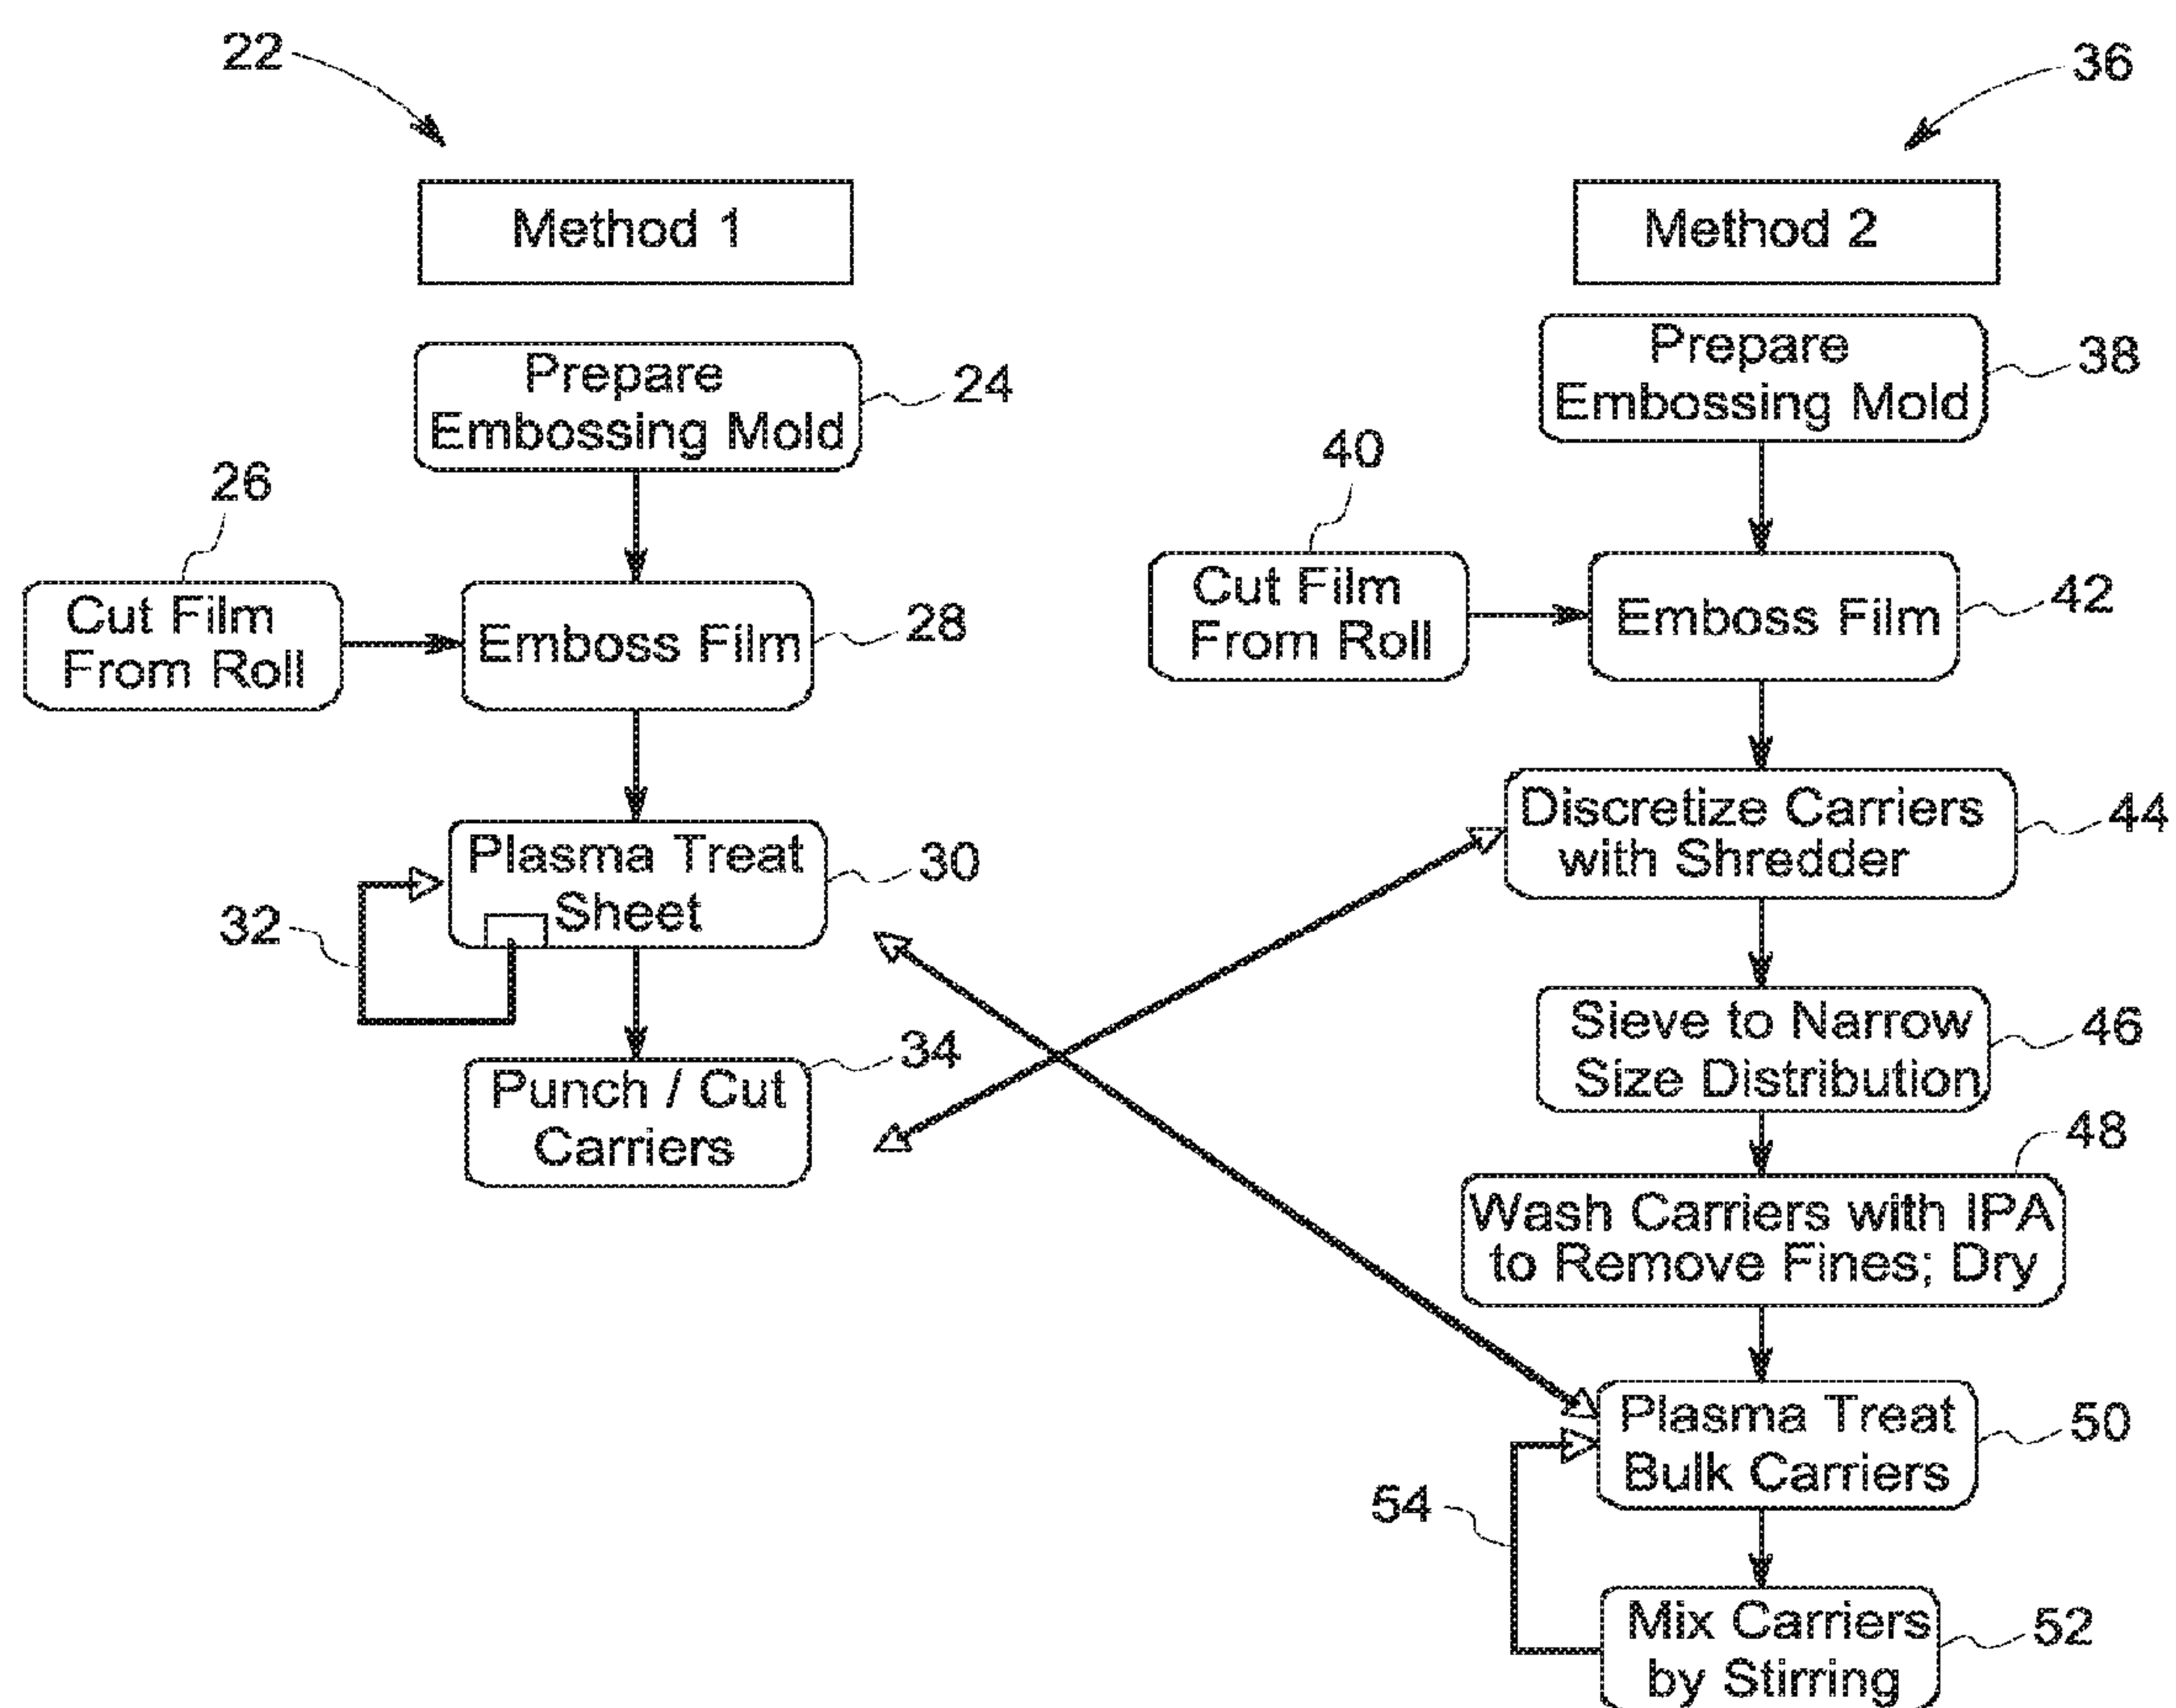 22
Method 1
Prepare
Embossing Mold
24
26
Cut Film
From Roll
Emboss Film
28
Plasma Treat
Sheet
30
32
34
Punch / Cut
Carriers
36
Method 2
Prepare
Embossing Mold
38
40
Cut Film
From Roll
Emboss Film
42
Discretize Carriers
with Shredder
44
Sieve to Narrow
Size Distribution
46
48
Wash Carriers with IPA
to Remove Fines; Dry
Plasma Treat
Bulk Carriers
50
54
Mix Carriers
by Stirring
52